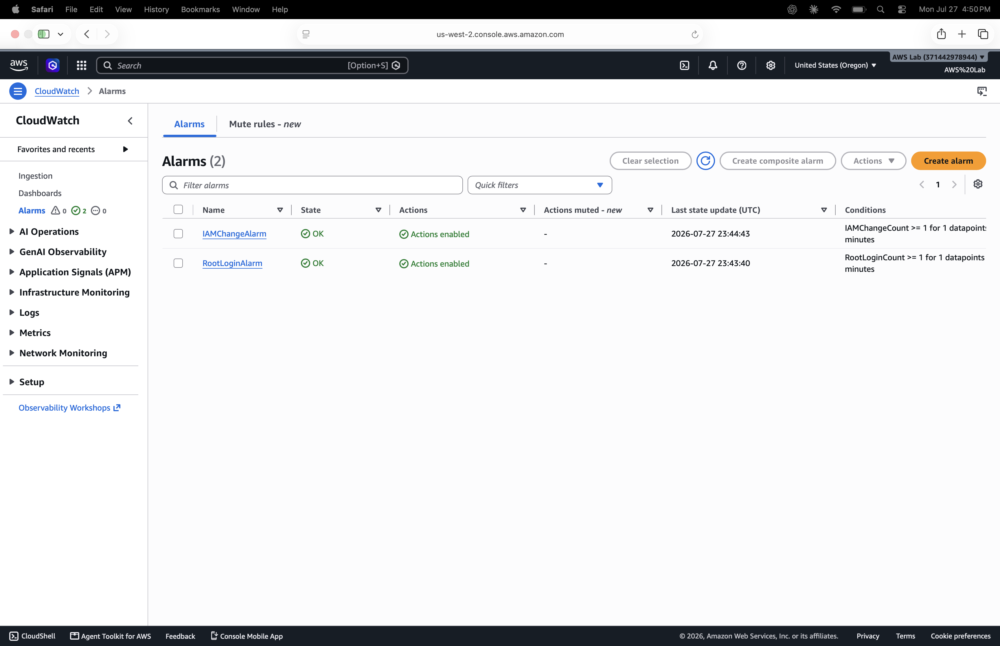 Safari File Edit View History Bookmarks Window Help Mon Jul 27 4:50 PM
us-west-2.console.aws.amazon.com
aws Search [Option+S] United States (Oregon) AWS Lab (371442978944)
AWS%20Lab
CloudWatch Alarms
CloudWatch
Favorites and recents
Ingestion
Dashboards
Alarms 0 2 0
AI Operations
GenAI Observability
Application Signals (APM)
Infrastructure Monitoring
Logs
Metrics
Network Monitoring
Setup
Observability Workshops
Alarms Mute rules - new
Alarms (2) Clear selection Create composite alarm Actions Create alarm
Filter alarms Quick filters 1
Name State Actions Actions muted - new Last state update (UTC) Conditions
IAMChangeAlarm OK Actions enabled - 2026-07-27 23:44:43 IAMChangeCount >= 1 for 1 datapoints
minutes
RootLoginAlarm OK Actions enabled - 2026-07-27 23:43:40 RootLoginCount >= 1 for 1 datapoints
minutes
CloudShell Agent Toolkit for AWS Feedback Console Mobile App © 2026, Amazon Web Services, Inc. or its affiliates. Privacy Terms Cookie preferences